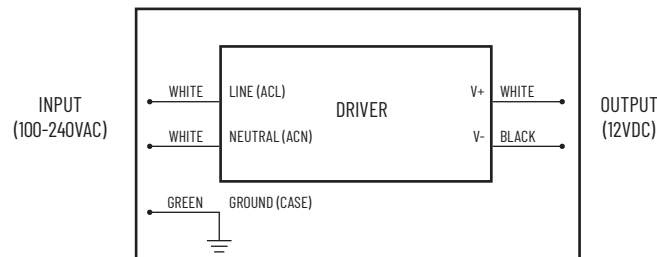 INPUT
(100-240VAC)
WHITE
LINE (ACL)
WHITE
NEUTRAL (ACN)
GREEN
GROUND (CASE)
DRIVER
V+
WHITE
V-
BLACK
OUTPUT
(12VDC)